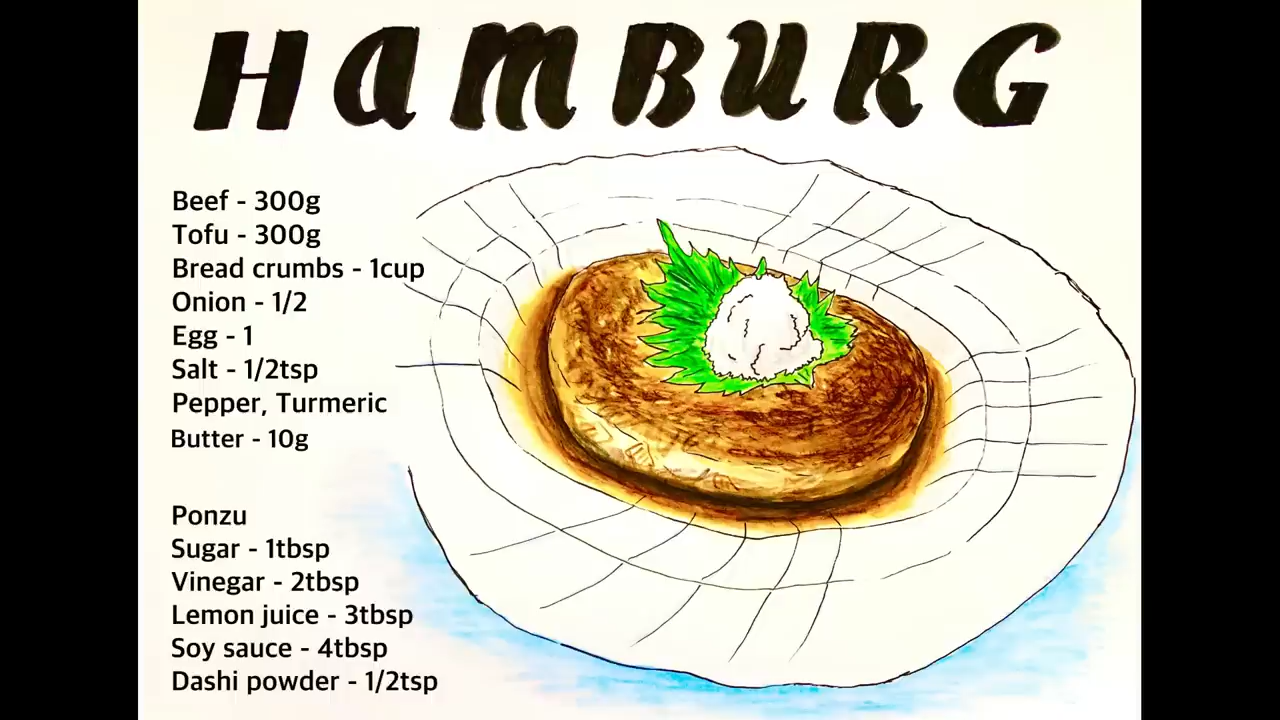 HAMBURG
Beef - 300g
Tofu - 300g
Bread crumbs - 1cup
Onion - 1/2
Egg - 1
Salt - 1/2tsp
Pepper, Turmeric
Butter - 10g
Ponzu
Sugar - 1tbsp
Vinegar - 2tbsp
Lemon juice - 3tbsp
Soy sauce - 4tbsp
Dashi powder - 1/2tsp